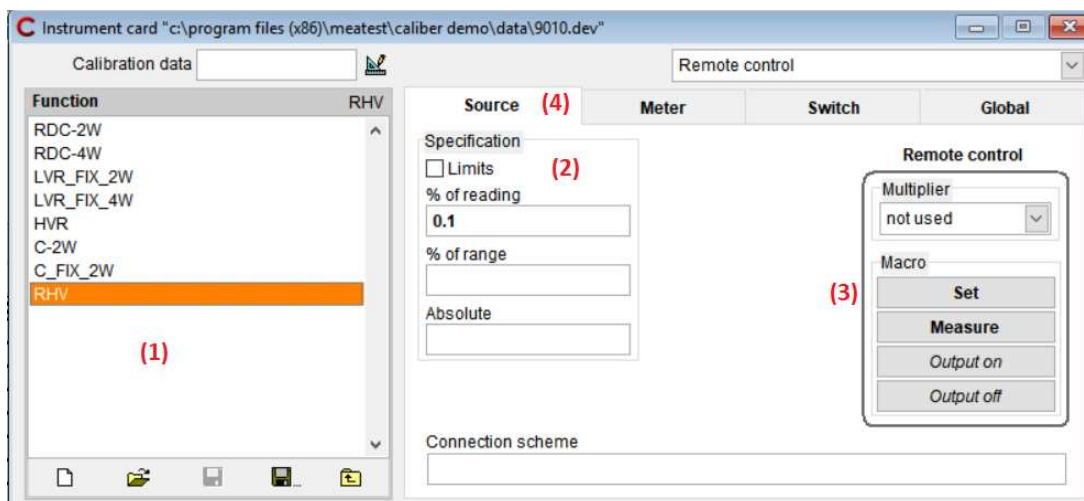 C Instrument card "c:\program files (x86)\meatest\caliber demo\data\9010.dev"
Calibration data
Remote control
Function RHV
RDC-2W
RDC-4W
LVR_FIX_2W
LVR_FIX_4W
HVR
C-2W
C_FIX_2W
RHV
(1)
Source (4) Meter Switch Global
Specification
Limits (2)
% of reading
0.1
% of range
Absolute
Connection scheme
Remote control
Multiplier
not used
Macro
(3) Set
Measure
Output on
Output off